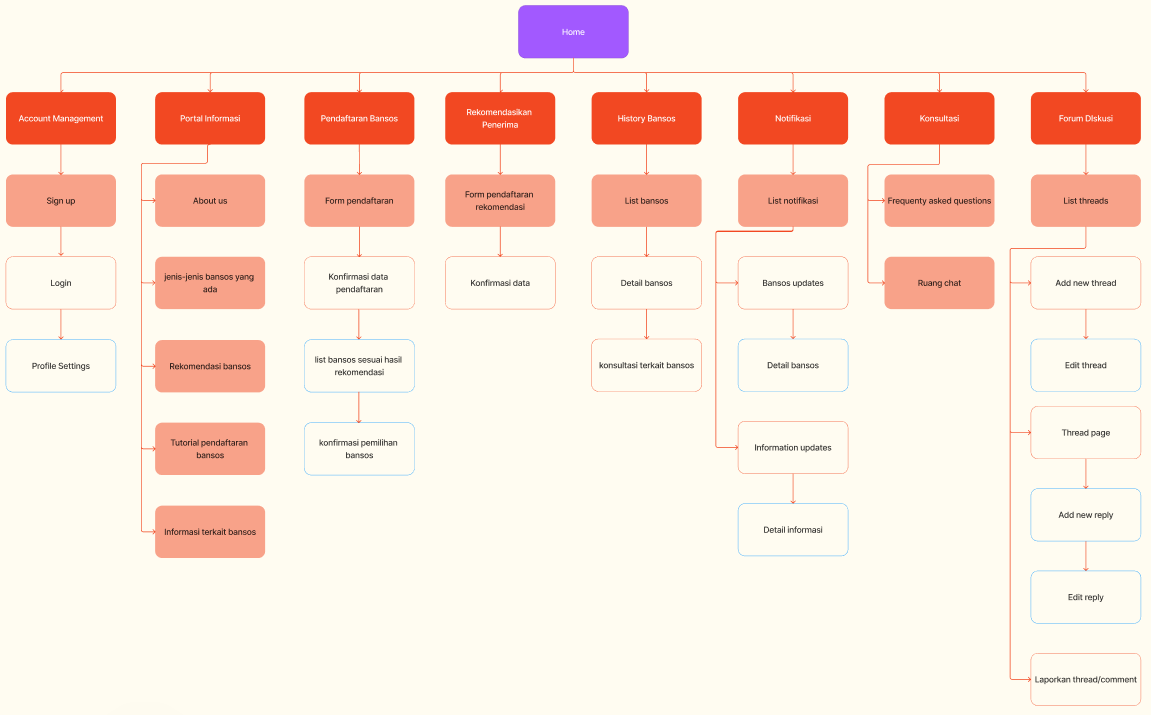 Home
Account Management
Portal Informasi
Pendaftaran Bansos
Rekomendasikan
Penerima
History Bansos
Notifikasi
Konsultasi
Forum DIskusi
Sign up
About us
Form pendaftaran
Form pendaftaran
rekomendasi
List bansos
List notifikasi
Frequenty asked questions
List threads
Login
jenis-jenis bansos yang
ada
Konfirmasi data
pendaftaran
Konfirmasi data
Detail bansos
Bansos updates
Ruang chat
Add new thread
Profile Settings
Rekomendasi bansos
list bansos sesuai hasil
rekomendasi
konsultasi terkait bansos
Detail bansos
Edit thread
Tutorial pendaftaran
bansos
konfirmasi pemilihan
bansos
Information updates
Thread page
Informasi terkait bansos
Detail informasi
Add new reply
Edit reply
Laporkan thread/comment